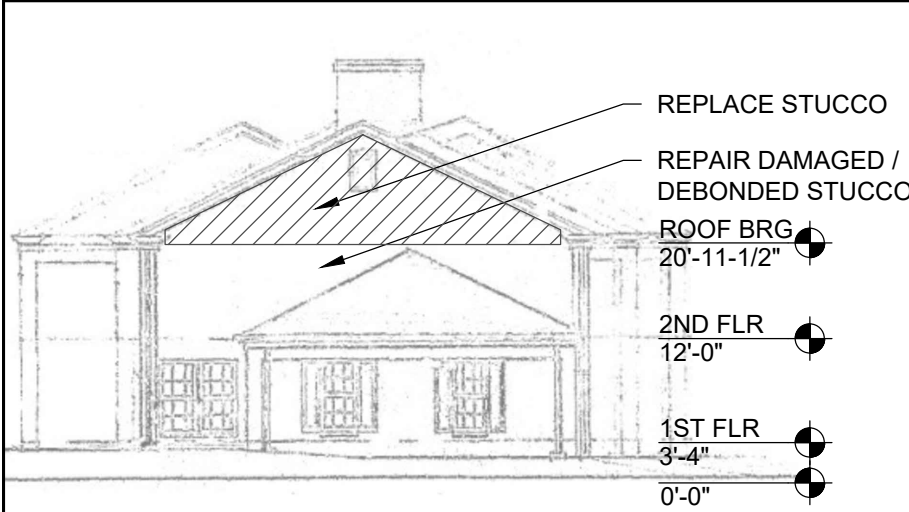 REPLACE STUCCO
REPAIR DAMAGED /
DEBONDED STUCCO
ROOF BRG
20'-11-1/2"
2ND FLR
12'-0"
1ST FLR
3'-4"
0'-0"